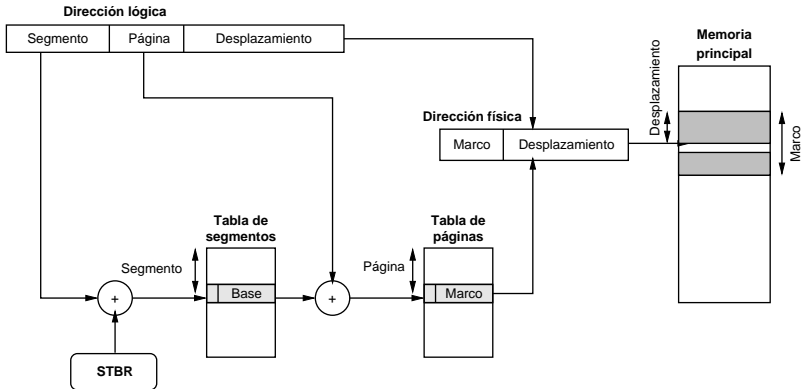 Dirección lógica
Segmento
Página
Desplazamiento
Memoria
principal
Desplazamiento
Marco
Dirección física
Marco
Desplazamiento
Tabla de
segmentos
Tabla de
páginas
Segmento
Página
+
Base
+
Marco
STBR